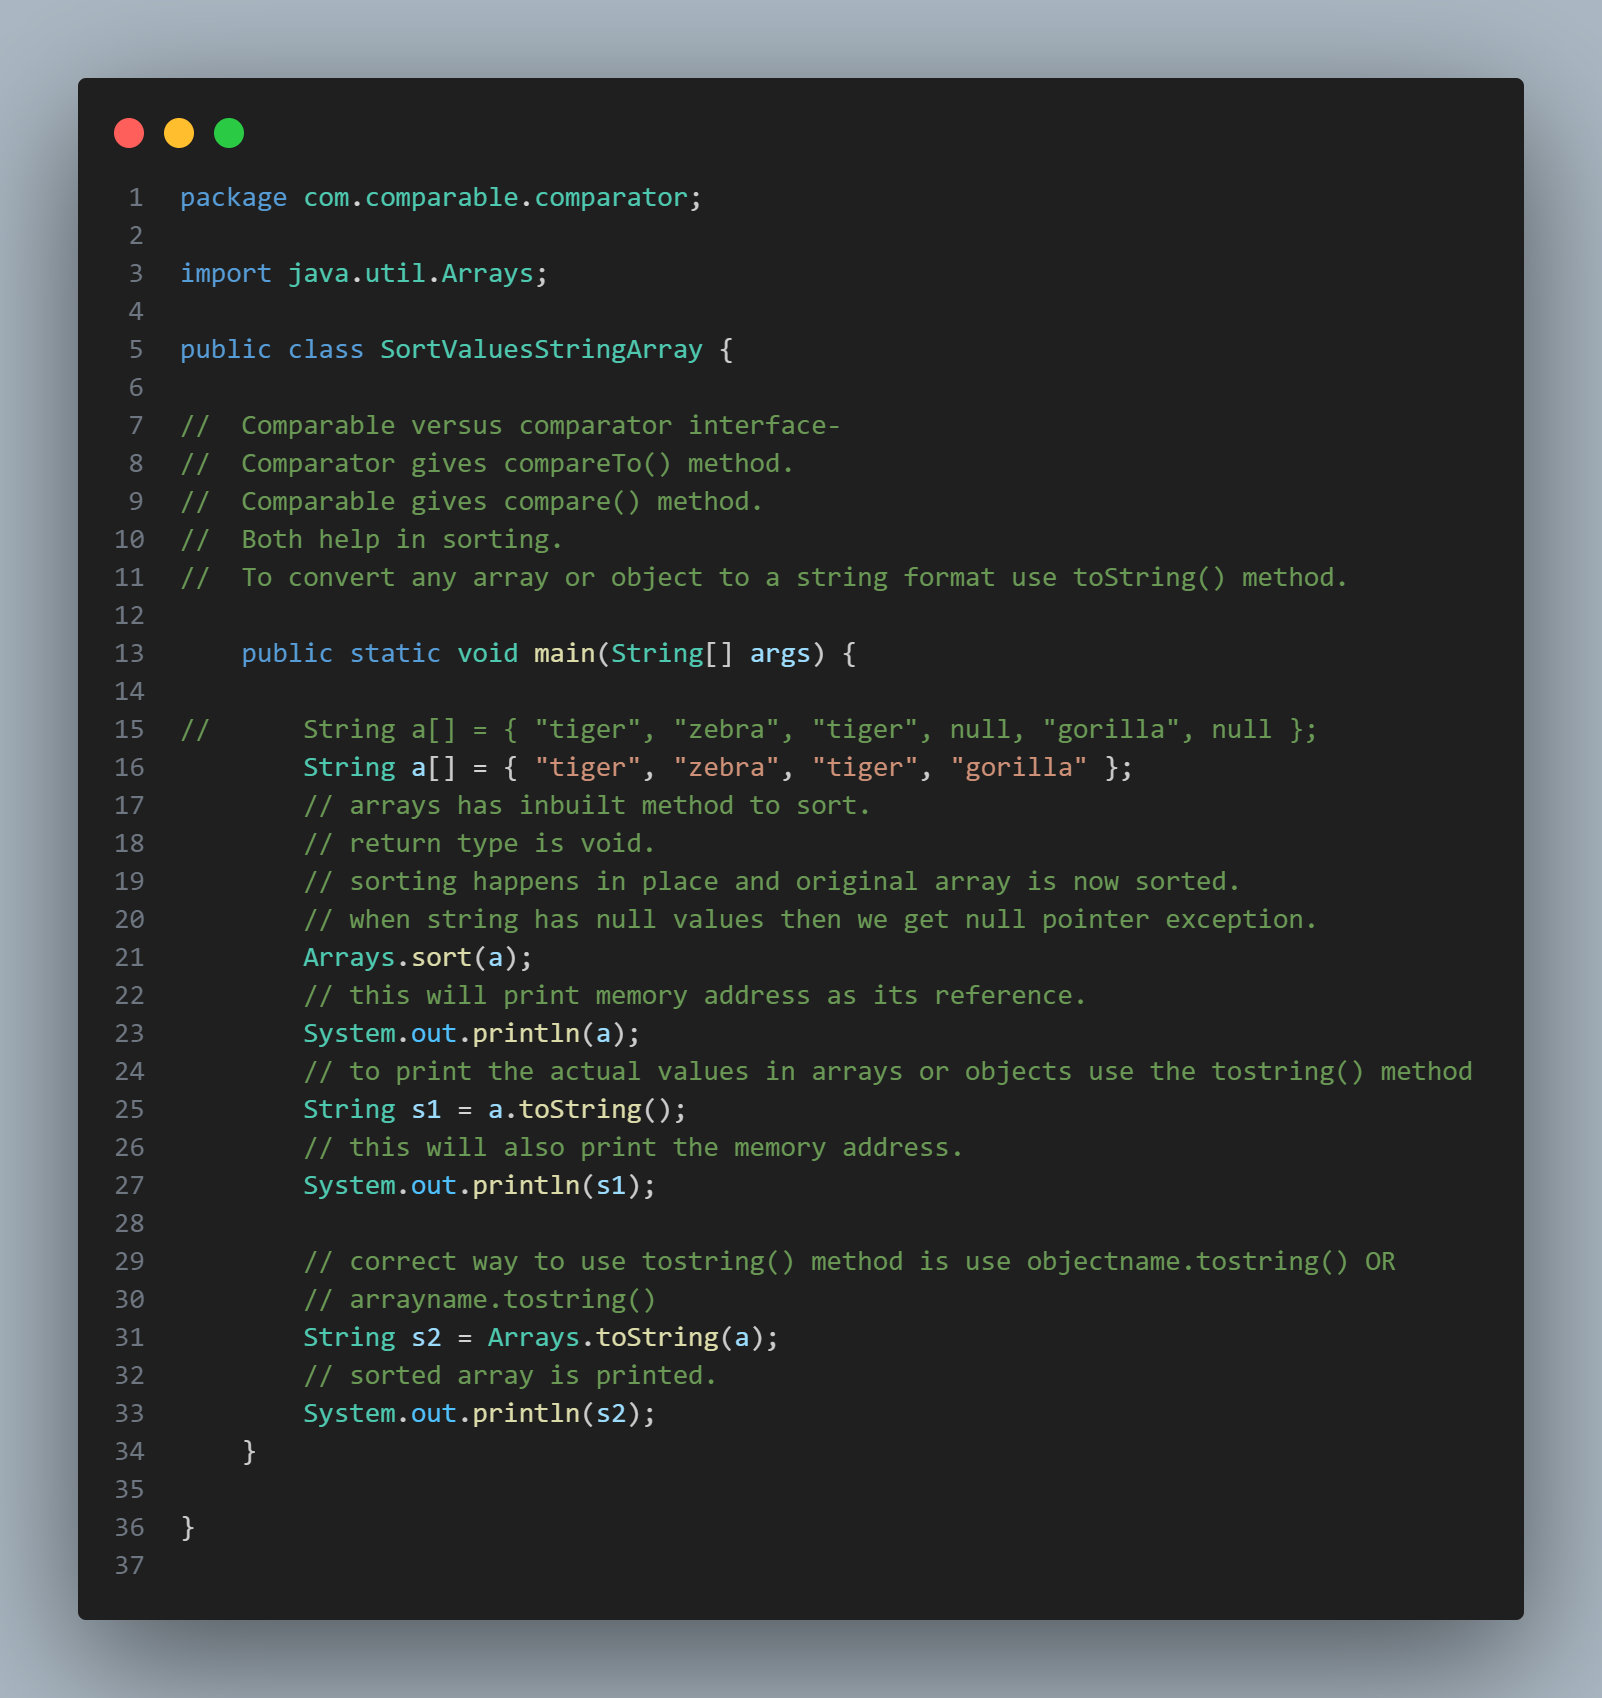 1 package com.comparable.comparator;
2
3 import java.util.Arrays;
4
5 public class SortValuesStringArray {
6
7 //  Comparable versus comparator interface-
8 //  Comparator gives compareTo() method.
9 //  Comparable gives compare() method.
10 //  Both help in sorting.
11 //  To convert any array or object to a string format use toString() method.
12
13     public static void main(String[] args) {
14
15 //      String a[] = { "tiger", "zebra", "tiger", null, "gorilla", null };
16         String a[] = { "tiger", "zebra", "tiger", "gorilla" };
17         // arrays has inbuilt method to sort.
18         // return type is void.
19         // sorting happens in place and original array is now sorted.
20         // when string has null values then we get null pointer exception.
21         Arrays.sort(a);
22         // this will print memory address as its reference.
23         System.out.println(a);
24         // to print the actual values in arrays or objects use the tostring() method
25         String s1 = a.toString();
26         // this will also print the memory address.
27         System.out.println(s1);
28
29         // correct way to use tostring() method is use objectname.tostring() OR
30         // arrayname.tostring()
31         String s2 = Arrays.toString(a);
32         // sorted array is printed.
33         System.out.println(s2);
34     }
35
36 }
37